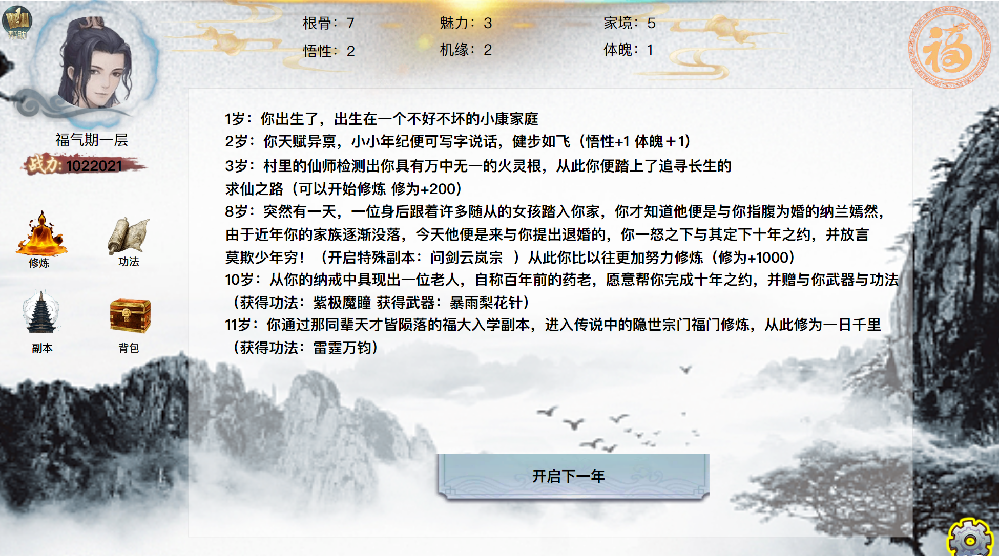 帮助
根骨：7
魅力：3
家境：5
悟性：2
机缘：2
体魄：1
福
福气期一层
战力:1022021
修炼
功法
副本
背包
1岁：你出生了，出生在一个不好不坏的小康家庭
2岁：你天赋异禀，小小年纪便可写字说话，健步如飞（悟性+1 体魄＋1）
3岁：村里的仙师检测出你具有万中无一的火灵根，从此你便踏上了追寻长生的
求仙之路（可以开始修炼 修为+200）
8岁：突然有一天，一位身后跟着许多随从的女孩踏入你家，你才知道他便是与你指腹为婚的纳兰嫣然，
由于近年你的家族逐渐没落，今天他便是来与你提出退婚的，你一怒之下与其定下十年之约，并放言
莫欺少年穷！（开启特殊副本：问剑云岚宗 ）从此你比以往更加努力修炼（修为+1000）
10岁：从你的纳戒中具现出一位老人，自称百年前的药老，愿意帮你完成十年之约，并赠与你武器与功法
（获得功法：紫极魔瞳 获得武器：暴雨梨花针）
11岁：你通过那同辈天才皆陨落的福大入学副本，进入传说中的隐世宗门福门修炼，从此修为一日千里
（获得功法：雷霆万钧）
开启下一年